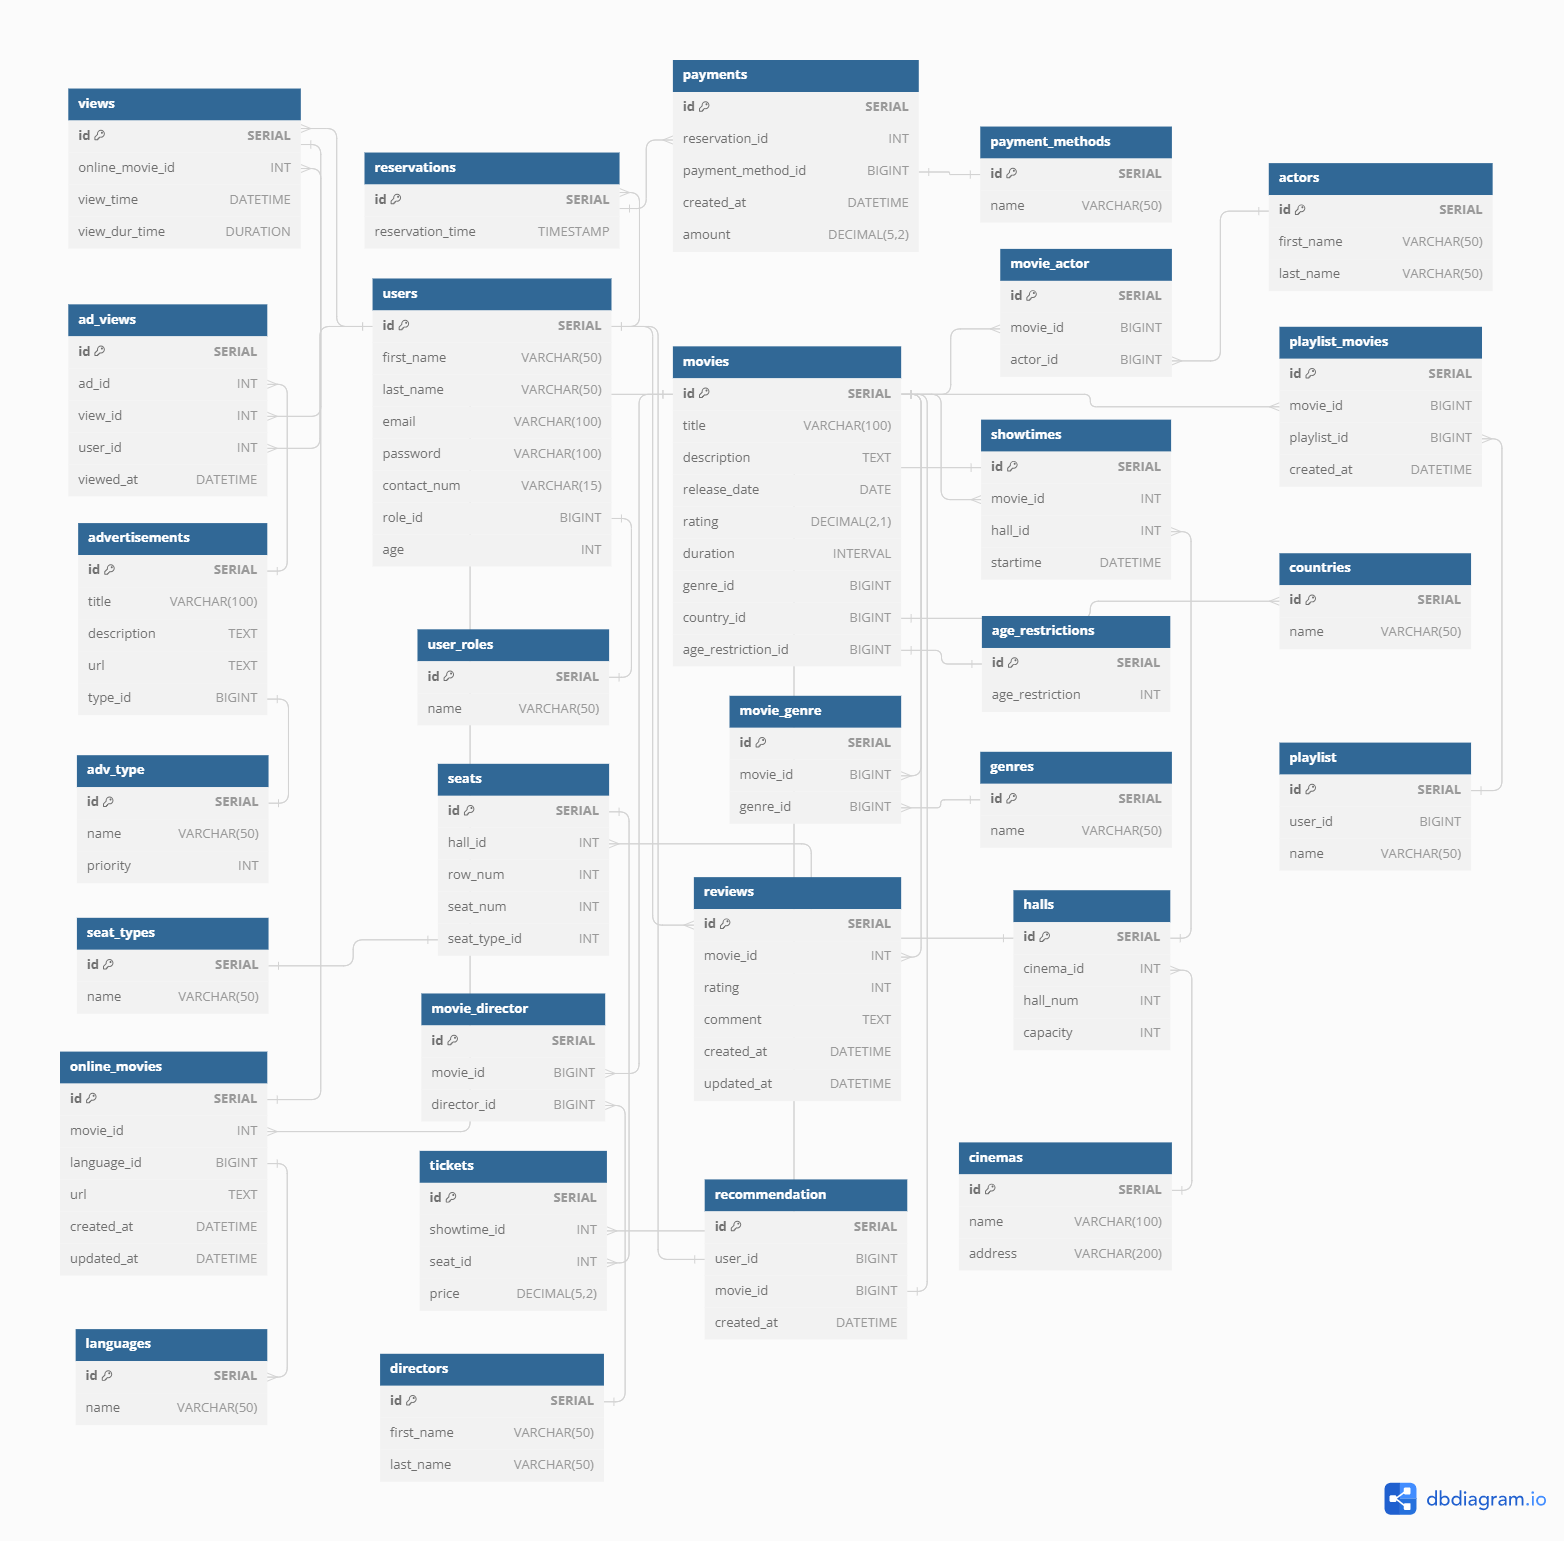 views
id SERIAL
online_movie_id INT
view_time DATETIME
view_dur_time DURATION
reservations
id SERIAL
reservation_time TIMESTAMP
payments
id SERIAL
reservation_id INT
payment_method_id BIGINT
created_at DATETIME
amount DECIMAL(5,2)
payment_methods
id SERIAL
name VARCHAR(50)
actors
id SERIAL
first_name VARCHAR(50)
last_name VARCHAR(50)
ad_views
id SERIAL
ad_id INT
view_id INT
user_id INT
viewed_at DATETIME
users
id SERIAL
first_name VARCHAR(50)
last_name VARCHAR(50)
email VARCHAR(100)
password VARCHAR(100)
contact_num VARCHAR(15)
role_id BIGINT
age INT
movies
id SERIAL
title VARCHAR(100)
description TEXT
release_date DATE
rating DECIMAL(2,1)
duration INTERVAL
genre_id BIGINT
country_id BIGINT
age_restriction_id BIGINT
movie_actor
id SERIAL
movie_id BIGINT
actor_id BIGINT
playlist_movies
id SERIAL
movie_id BIGINT
playlist_id BIGINT
created_at DATETIME
showtimes
id SERIAL
movie_id INT
hall_id INT
startime DATETIME
advertisements
id SERIAL
title VARCHAR(100)
description TEXT
url TEXT
type_id BIGINT
user_roles
id SERIAL
name VARCHAR(50)
age_restrictions
id SERIAL
age_restriction INT
countries
id SERIAL
name VARCHAR(50)
adv_type
id SERIAL
name VARCHAR(50)
priority INT
seats
id SERIAL
hall_id INT
row_num INT
seat_num INT
seat_type_id INT
movie_genre
id SERIAL
movie_id BIGINT
genre_id BIGINT
genres
id SERIAL
name VARCHAR(50)
playlist
id SERIAL
user_id BIGINT
name VARCHAR(50)
seat_types
id SERIAL
name VARCHAR(50)
movie_director
id SERIAL
movie_id BIGINT
director_id BIGINT
reviews
id SERIAL
movie_id INT
rating INT
comment TEXT
created_at DATETIME
updated_at DATETIME
halls
id SERIAL
cinema_id INT
hall_num INT
capacity INT
online_movies
id SERIAL
movie_id INT
language_id BIGINT
url TEXT
created_at DATETIME
updated_at DATETIME
tickets
id SERIAL
showtime_id INT
seat_id INT
price DECIMAL(5,2)
recommendation
id SERIAL
user_id BIGINT
movie_id BIGINT
created_at DATETIME
cinemas
id SERIAL
name VARCHAR(100)
address VARCHAR(200)
languages
id SERIAL
name VARCHAR(50)
directors
id SERIAL
first_name VARCHAR(50)
last_name VARCHAR(50)
dbdiagram.io